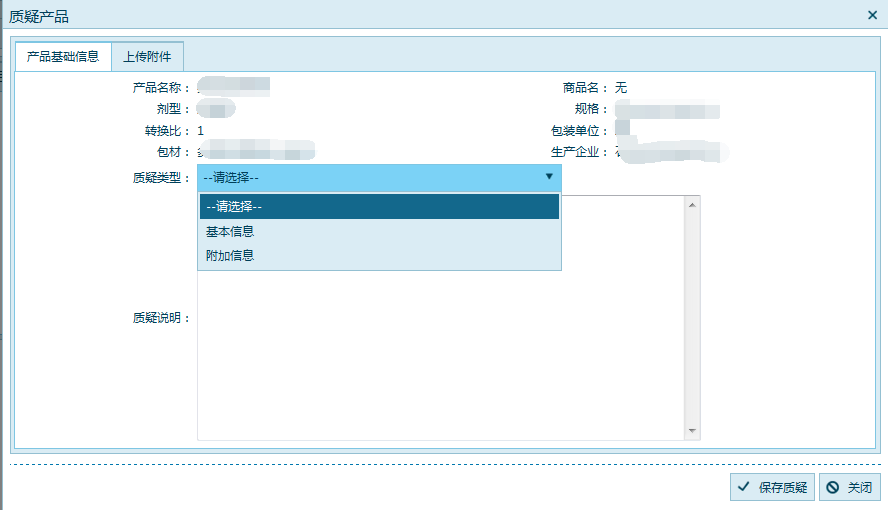 质疑产品
产品基础信息 上传附件
产品名称： 商品名： 无
剂型： 规格：
转换比： 1 包装单位：
包材： 生产企业：
质疑类型： --请选择--
--请选择--
基本信息
附加信息
质疑说明：
保存质疑 关闭